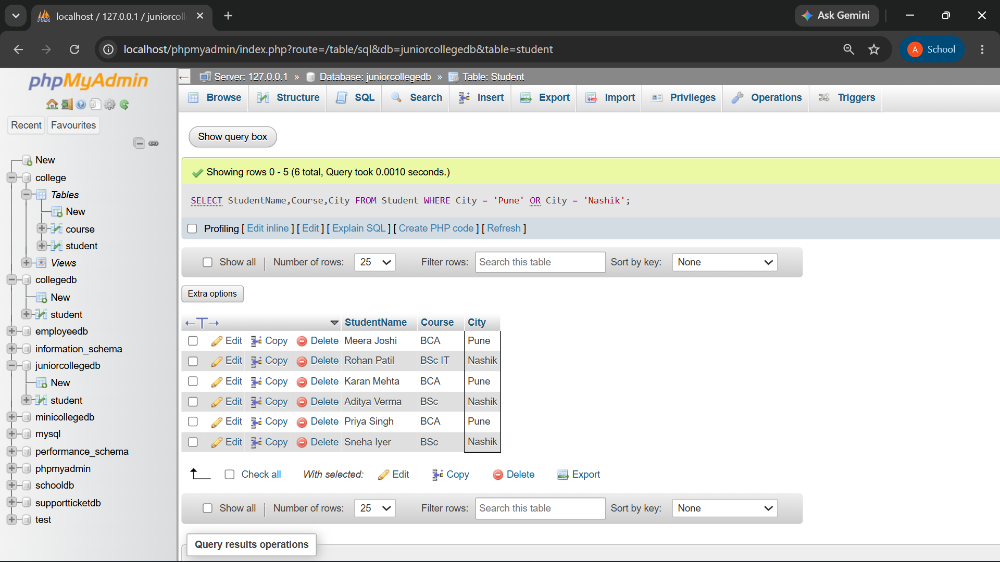 localhost / 127.0.0.1 / juniorcoll
Ask Gemini
localhost/phpmyadmin/index.php?route=/table/sql&db=juniorcollegedb&table=student
A School
phpMyAdmin
Recent Favourites
New
college
Tables
New
course
student
Views
collegedb
New
student
employeedb
information_schema
juniorcollegedb
New
student
minicollegedb
mysql
performance_schema
phpmyadmin
schooldb
supportticketdb
test
Server: 127.0.0.1 » Database: juniorcollegedb » Table: Student
Browse Structure SQL Search Insert Export Import Privileges Operations Triggers
Show query box
Showing rows 0 - 5 (6 total, Query took 0.0010 seconds.)
SELECT StudentName,Course,City FROM Student WHERE City = 'Pune' OR City = 'Nashik';
Profiling [ Edit inline ] [ Edit ] [ Explain SQL ] [ Create PHP code ] [ Refresh ]
Show all | Number of rows: 25 Filter rows: Search this table Sort by key: None
Extra options
←T→ StudentName Course City
Edit Copy Delete Meera Joshi BCA Pune
Edit Copy Delete Rohan Patil BSc IT Nashik
Edit Copy Delete Karan Mehta BCA Pune
Edit Copy Delete Aditya Verma BSc Nashik
Edit Copy Delete Priya Singh BCA Pune
Edit Copy Delete Sneha Iyer BSc Nashik
Check all With selected: Edit Copy Delete Export
Show all | Number of rows: 25 Filter rows: Search this table Sort by key: None
Query results operations